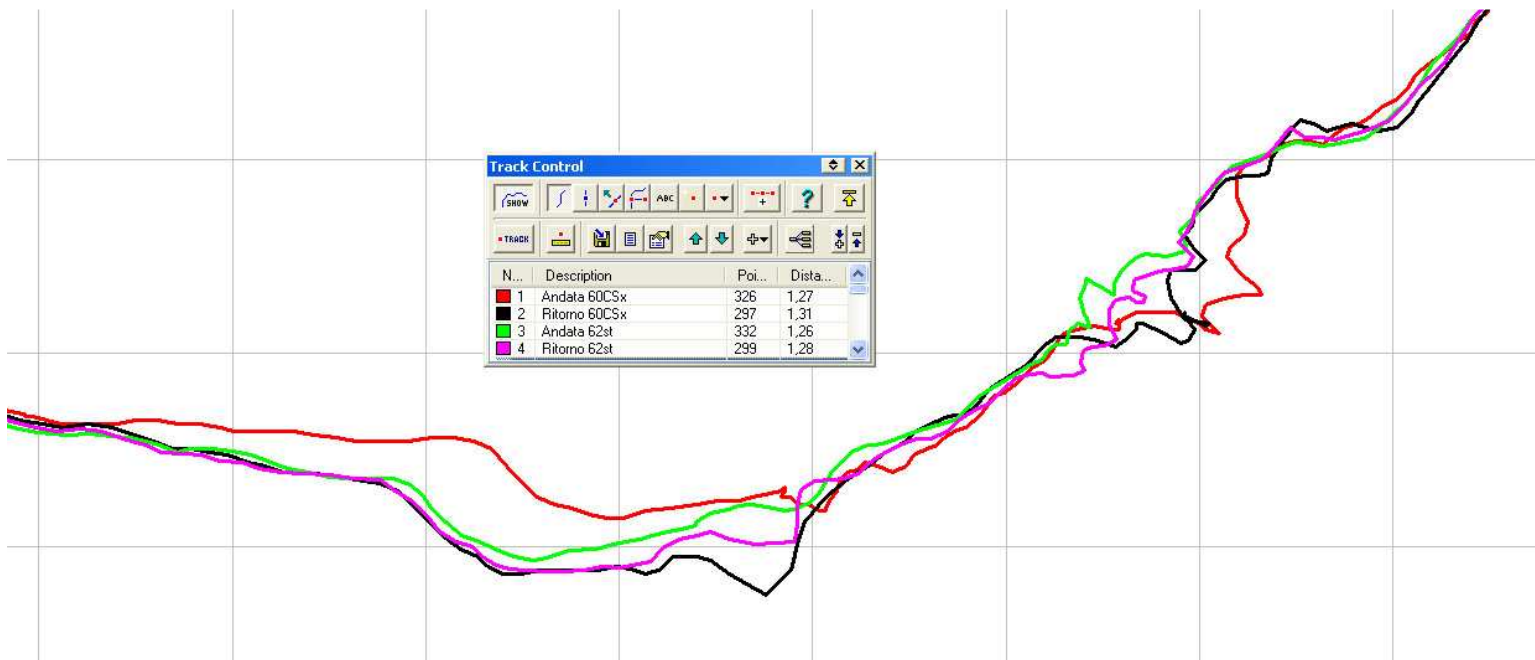 Track Control
SHOW ABC ?
TRACK
N... Description Poi... Dista...
1 Andata 60CSx 326 1,27
2 Ritorno 60CSx 297 1,31
3 Andata 62st 332 1,26
4 Ritorno 62st 299 1,28